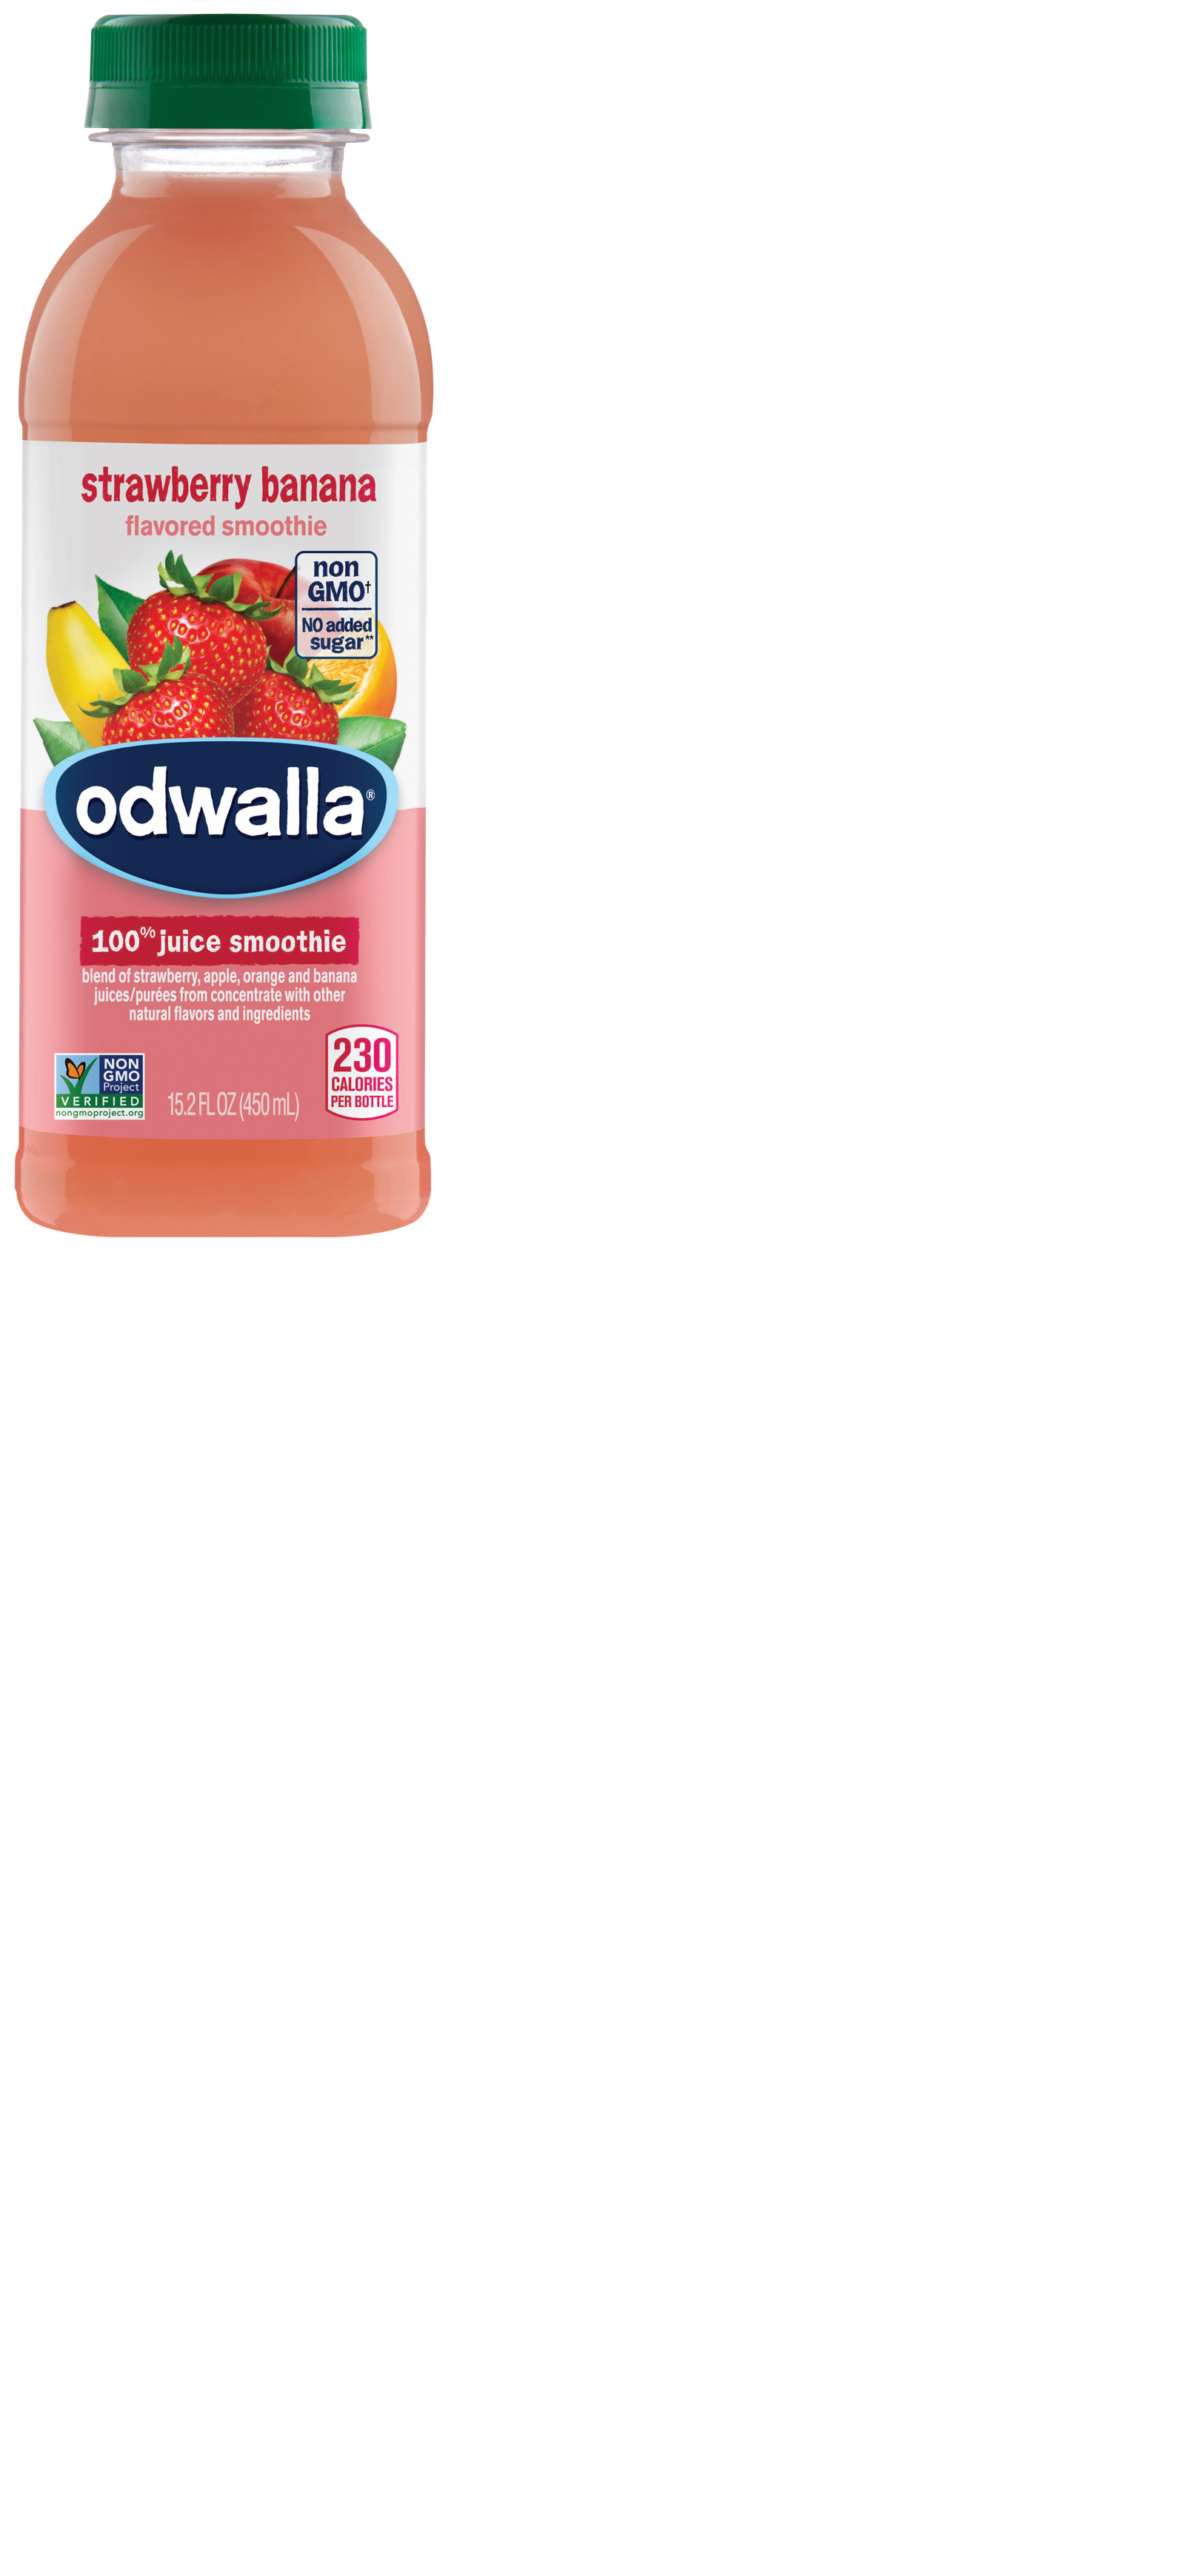 strawberry banana
flavored smoothie
non
GMO†
NO added
sugar**
odwalla®
100% juice smoothie
blend of strawberry, apple, orange and banana
juices/purées from concentrate with other
natural flavors and ingredients
NON
GMO
Project
VERIFIED
nongmoproject.org
15.2 FL OZ (450 mL)
230
CALORIES
PER BOTTLE